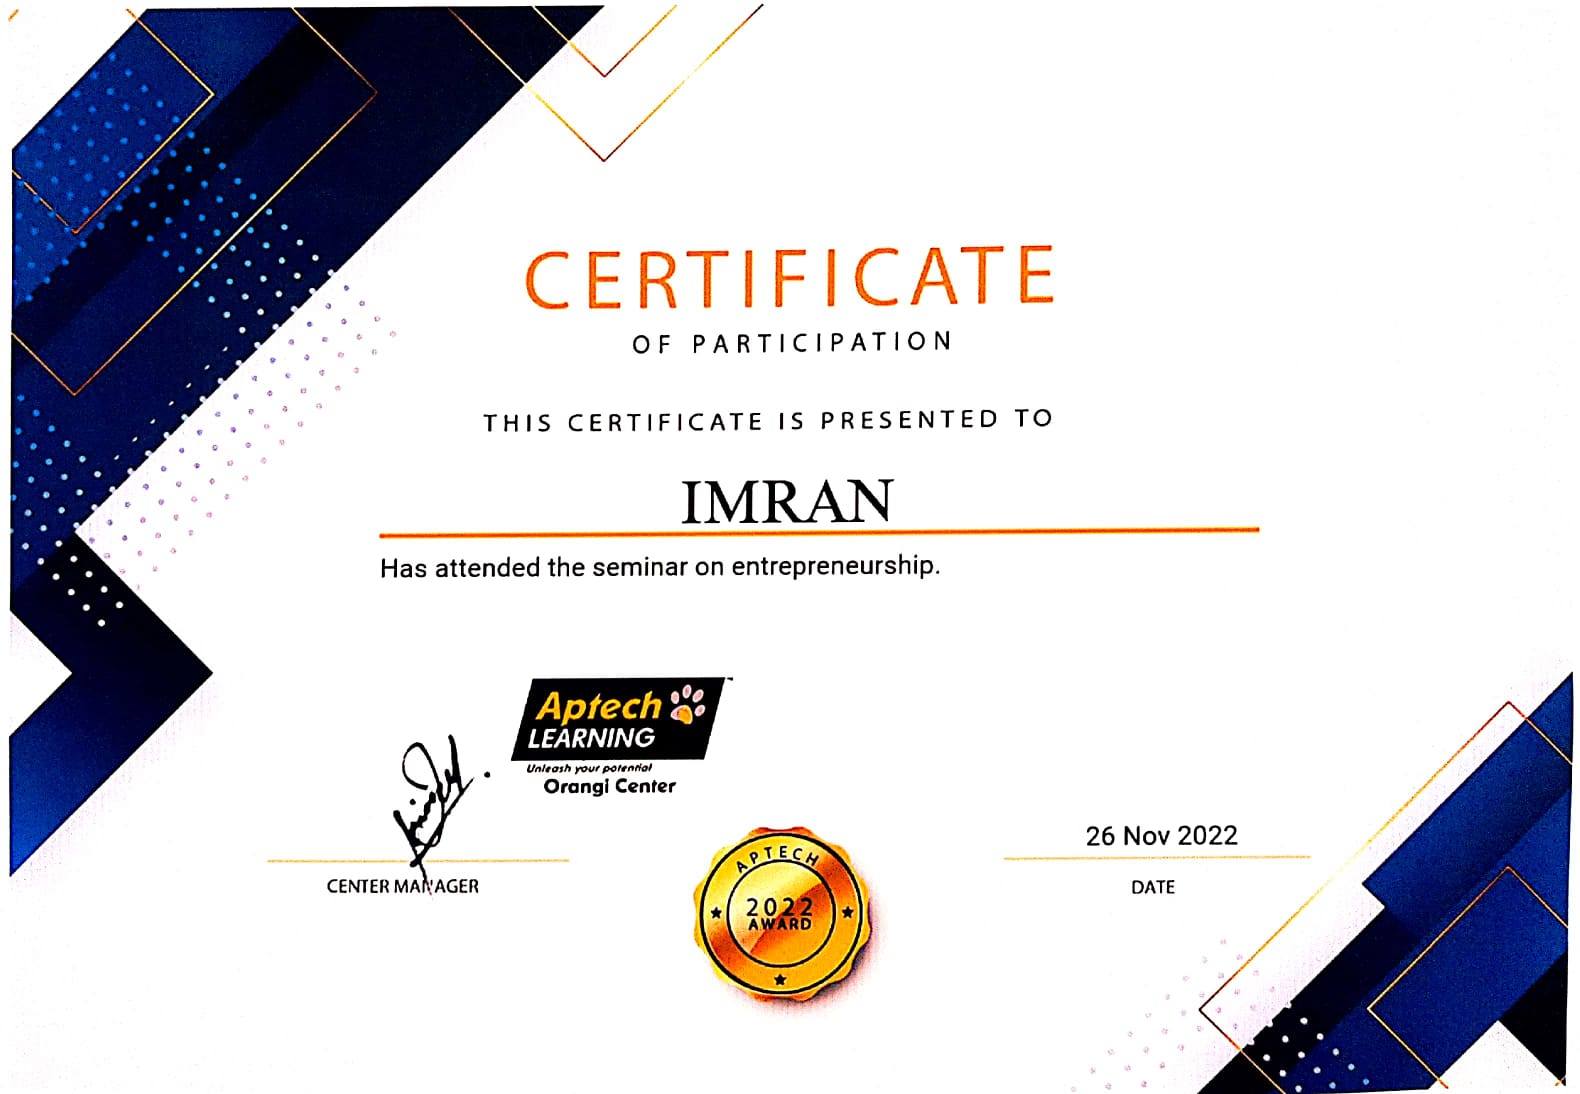 CERTIFICATE
OF PARTICIPATION
THIS CERTIFICATE IS PRESENTED TO
IMRAN
Has attended the seminar on entrepreneurship.
Aptech
LEARNING
Unleash your potential
Orangi Center
CENTER MANAGER
APTECH
2022
AWARD
26 Nov 2022
DATE